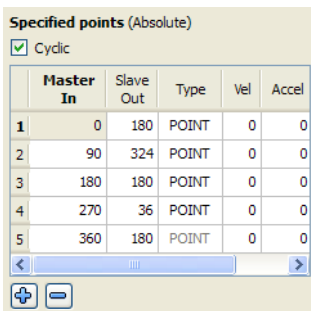 Specified points (Absolute)
Cyclic
Master In Slave Out Type Vel Accel
1 0 180 POINT 0 0
2 90 324 POINT 0 0
3 180 180 POINT 0 0
4 270 36 POINT 0 0
5 360 180 POINT 0 0